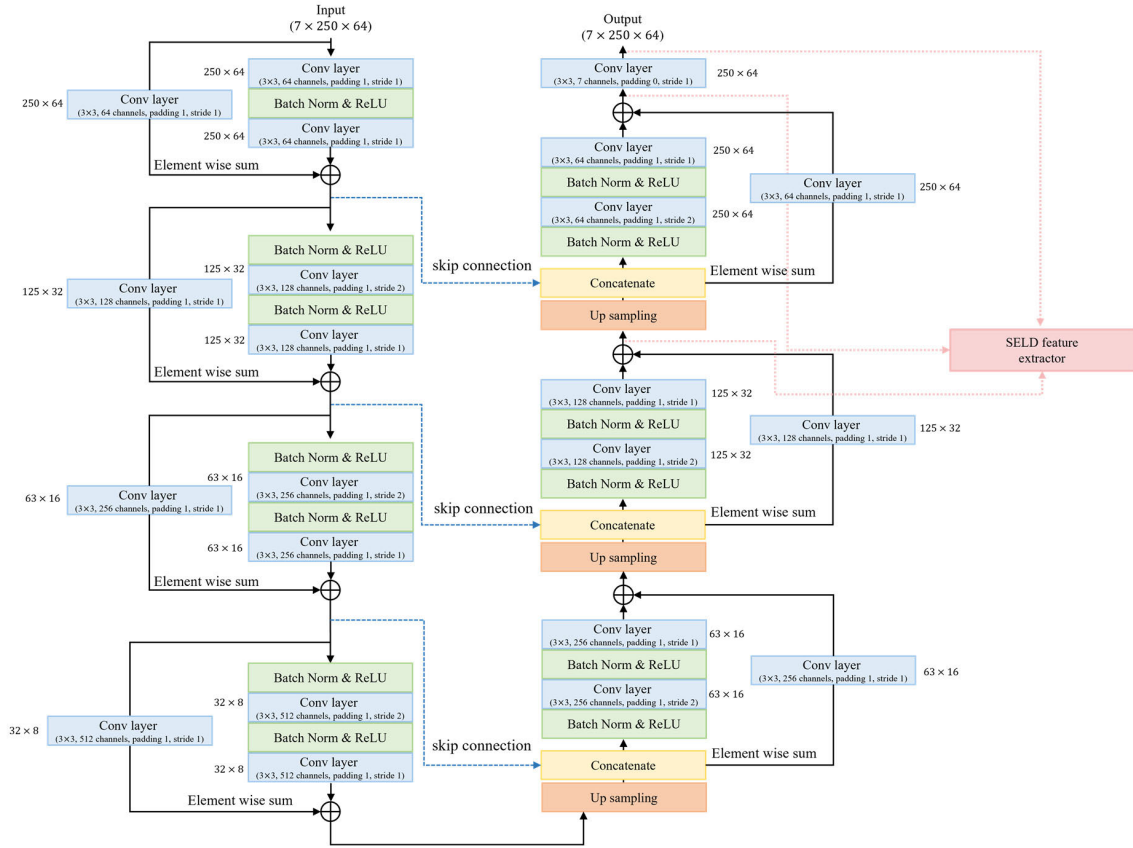 Input
(7 × 250 × 64)
250 × 64
Conv layer
(3×3, 64 channels, padding 1, stride 1)
250 × 64
Conv layer
(3×3, 64 channels, padding 1, stride 1)
Batch Norm & ReLU
250 × 64
Conv layer
(3×3, 64 channels, padding 1, stride 1)
Element wise sum
Batch Norm & ReLU
125 × 32
Conv layer
(3×3, 128 channels, padding 1, stride 1)
125 × 32
Conv layer
(3×3, 128 channels, padding 1, stride 2)
Batch Norm & ReLU
125 × 32
Conv layer
(3×3, 128 channels, padding 1, stride 1)
Element wise sum
Batch Norm & ReLU
63 × 16
Conv layer
(3×3, 256 channels, padding 1, stride 1)
63 × 16
Conv layer
(3×3, 256 channels, padding 1, stride 2)
Batch Norm & ReLU
63 × 16
Conv layer
(3×3, 256 channels, padding 1, stride 1)
Element wise sum
Batch Norm & ReLU
32 × 8
Conv layer
(3×3, 512 channels, padding 1, stride 1)
32 × 8
Conv layer
(3×3, 512 channels, padding 1, stride 2)
Batch Norm & ReLU
32 × 8
Conv layer
(3×3, 512 channels, padding 1, stride 1)
Element wise sum
skip connection
skip connection
skip connection
Output
(7 × 250 × 64)
Conv layer
(3×3, 7 channels, padding 0, stride 1)
250 × 64
Conv layer
(3×3, 64 channels, padding 1, stride 1)
250 × 64
Batch Norm & ReLU
Conv layer
(3×3, 64 channels, padding 1, stride 2)
250 × 64
Batch Norm & ReLU
Conv layer
(3×3, 64 channels, padding 1, stride 1)
250 × 64
Concatenate
Element wise sum
Up sampling
SELD feature
extractor
Conv layer
(3×3, 128 channels, padding 1, stride 1)
125 × 32
Batch Norm & ReLU
Conv layer
(3×3, 128 channels, padding 1, stride 2)
125 × 32
Batch Norm & ReLU
Conv layer
(3×3, 128 channels, padding 1, stride 1)
125 × 32
Concatenate
Element wise sum
Up sampling
Conv layer
(3×3, 256 channels, padding 1, stride 1)
63 × 16
Batch Norm & ReLU
Conv layer
(3×3, 256 channels, padding 1, stride 2)
63 × 16
Batch Norm & ReLU
Conv layer
(3×3, 256 channels, padding 1, stride 1)
63 × 16
Concatenate
Element wise sum
Up sampling